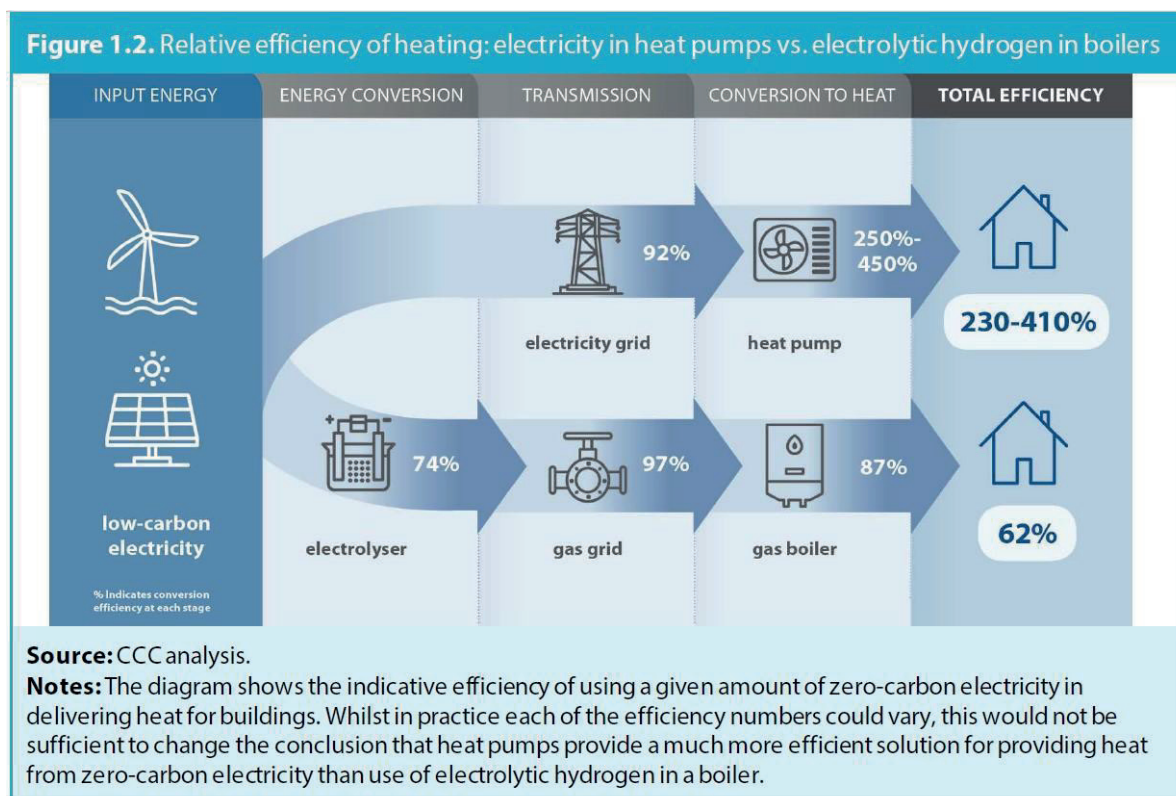 Figure 1.2. Relative efficiency of heating: electricity in heat pumps vs. electrolytic hydrogen in boilers
INPUT ENERGY
ENERGY CONVERSION
TRANSMISSION
CONVERSION TO HEAT
TOTAL EFFICIENCY
92%
250%-
450%
230-410%
electricity grid
heat pump
74%
97%
87%
62%
low-carbon
electricity
electrolyser
gas grid
gas boiler
% Indicates conversion
efficiency at each stage
Source: CCC analysis.
Notes: The diagram shows the indicative efficiency of using a given amount of zero-carbon electricity in
delivering heat for buildings. Whilst in practice each of the efficiency numbers could vary, this would not be
sufficient to change the conclusion that heat pumps provide a much more efficient solution for providing heat
from zero-carbon electricity than use of electrolytic hydrogen in a boiler.